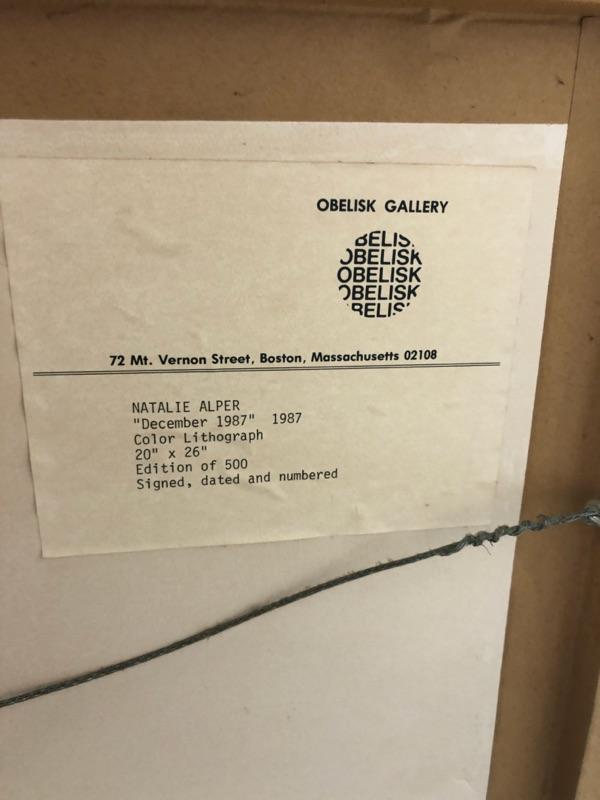 OBELISK GALLERY
BELIS
OBELISK
OBELISK
OBELISK
BELIS
72 Mt. Vernon Street, Boston, Massachusetts 02108
NATALIE ALPER
"December 1987" 1987
Color Lithograph
20" x 26"
Edition of 500
Signed, dated and numbered